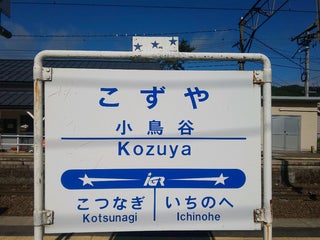 こずや
小鳥谷
Kozuya
IGR
こつなぎ いちのへ
Kotsunagi Ichinohe